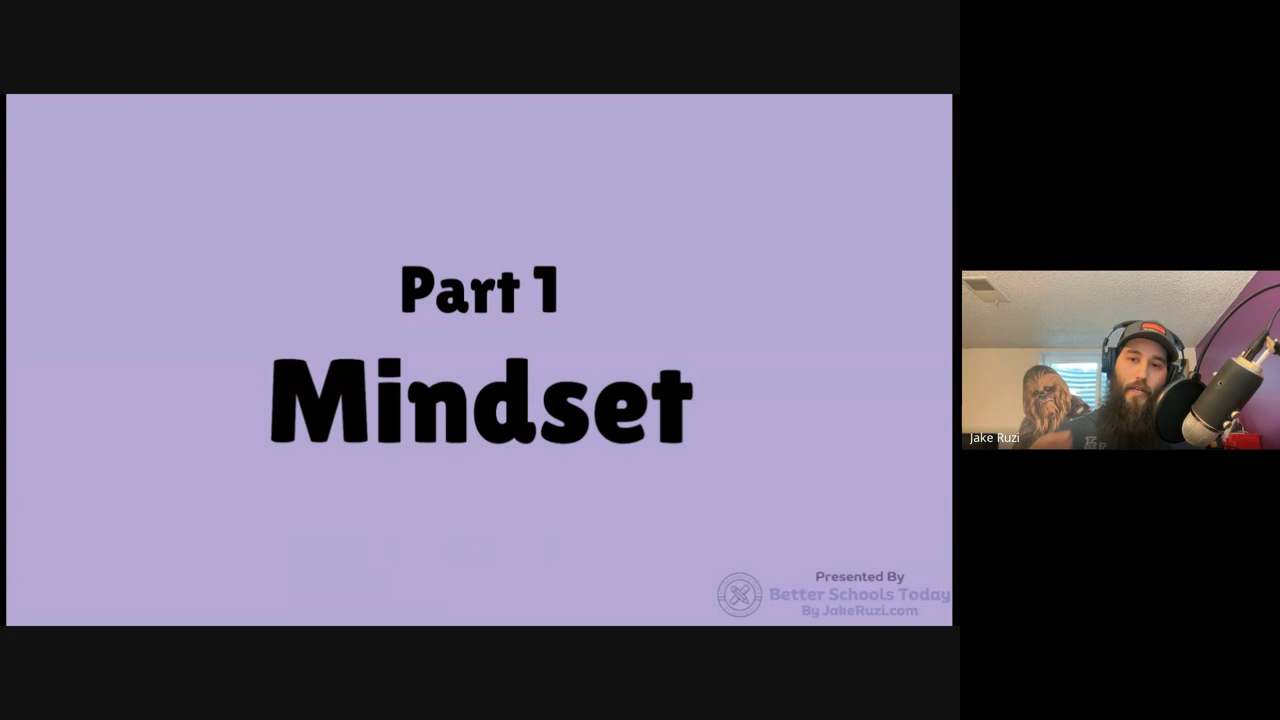 Part 1
Mindset
Presented By
Better Schools Today
By JakeRuzi.com
Jake Ruzi